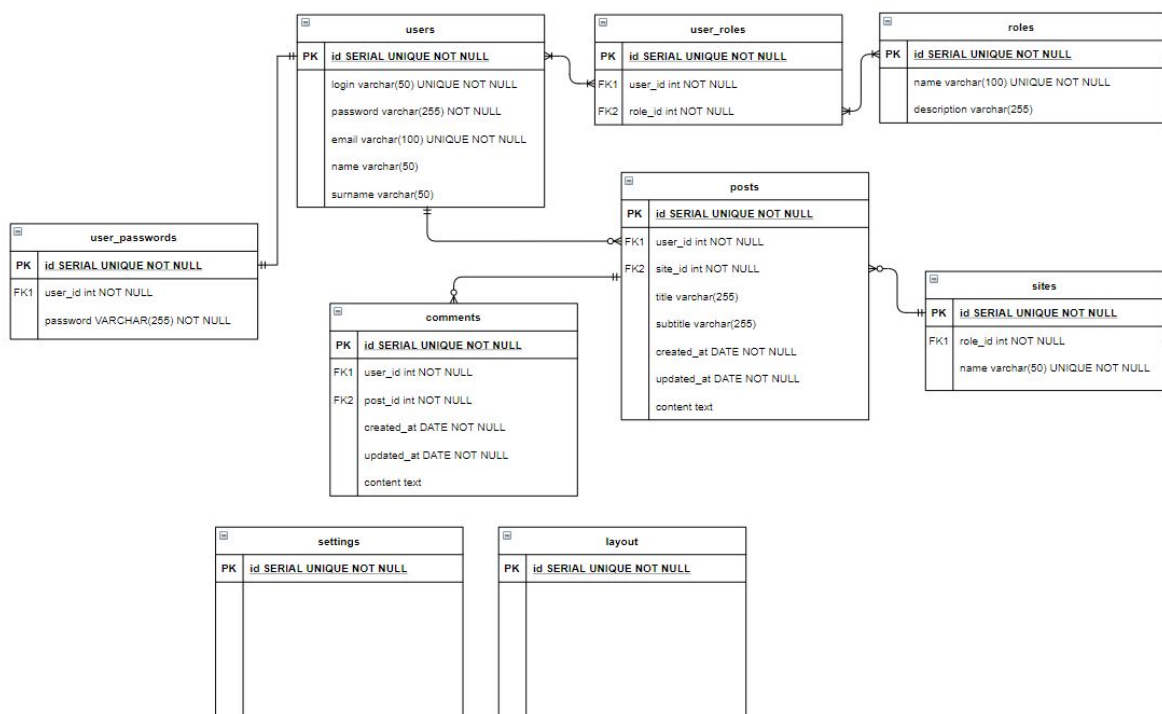 users
PK id SERIAL UNIQUE NOT NULL
login varchar(50) UNIQUE NOT NULL
password varchar(255) NOT NULL
email varchar(100) UNIQUE NOT NULL
name varchar(50)
surname varchar(50)
user_roles
PK id SERIAL UNIQUE NOT NULL
FK1 user_id int NOT NULL
FK2 role_id int NOT NULL
roles
PK id SERIAL UNIQUE NOT NULL
name varchar(100) UNIQUE NOT NULL
description varchar(255)
user_passwords
PK id SERIAL UNIQUE NOT NULL
FK1 user_id int NOT NULL
password VARCHAR(255) NOT NULL
posts
PK id SERIAL UNIQUE NOT NULL
FK1 user_id int NOT NULL
FK2 site_id int NOT NULL
title varchar(255)
subtitle varchar(255)
created_at DATE NOT NULL
updated_at DATE NOT NULL
content text
sites
PK id SERIAL UNIQUE NOT NULL
FK1 role_id int NOT NULL
name varchar(50) UNIQUE NOT NULL
comments
PK id SERIAL UNIQUE NOT NULL
FK1 user_id int NOT NULL
FK2 post_id int NOT NULL
created_at DATE NOT NULL
updated_at DATE NOT NULL
content text
settings
PK id SERIAL UNIQUE NOT NULL
layout
PK id SERIAL UNIQUE NOT NULL